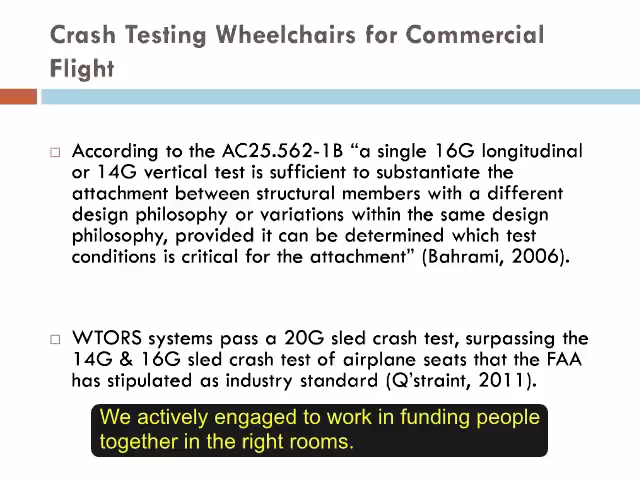 Crash Testing Wheelchairs for Commercial
Flight
According to the AC25.562-1B “a single 16G longitudinal
or 14G vertical test is sufficient to substantiate the
attachment between structural members with a different
design philosophy or variations within the same design
philosophy, provided it can be determined which test
conditions is critical for the attachment” (Bahrami, 2006).
WTORS systems pass a 20G sled crash test, surpassing the
14G & 16G sled crash test of airplane seats that the FAA
has stipulated as industry standard (Q’straint, 2011).
We actively engaged to work in funding people
together in the right rooms.